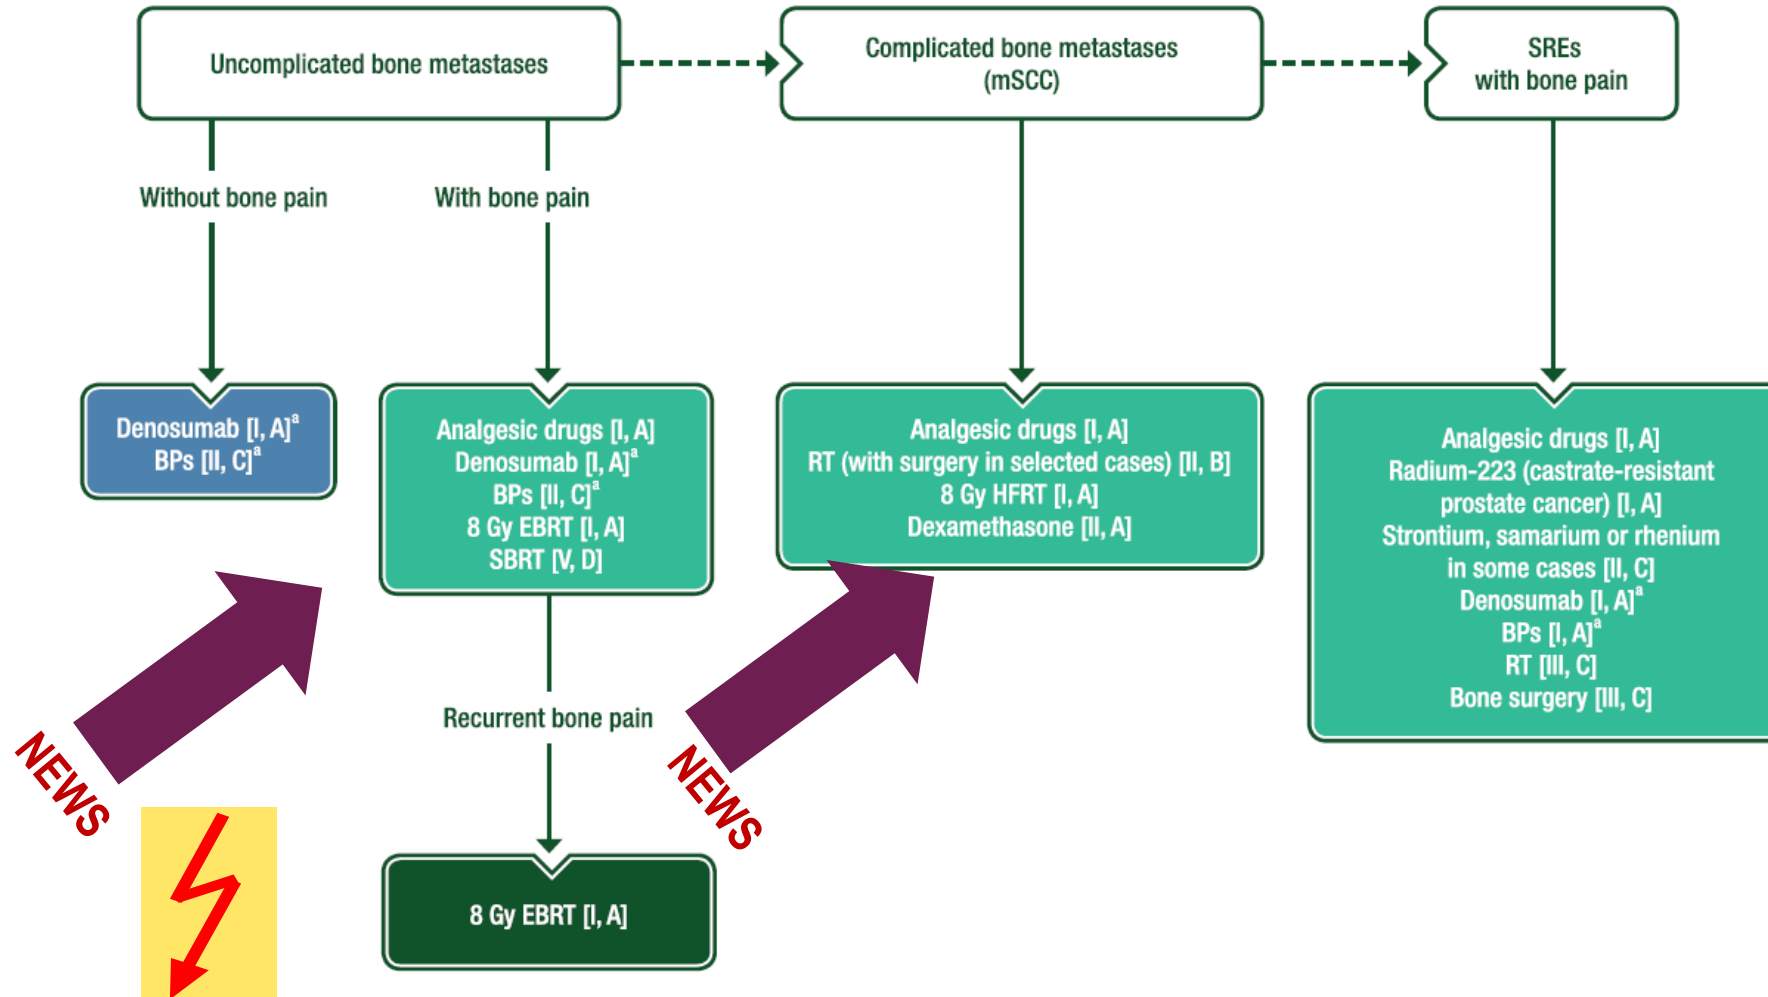 Uncomplicated bone metastases
Complicated bone metastases
(mSCC)
SREs
with bone pain
Without bone pain
With bone pain
Denosumab [I, A]ᵃ
BPs [II, C]ᵃ
Analgesic drugs [I, A]
Denosumab [I, A]ᵃ
BPs [II, C]ᵃ
8 Gy EBRT [I, A]
SBRT [V, D]
Analgesic drugs [I, A]
RT (with surgery in selected cases) [II, B]
8 Gy HFRT [I, A]
Dexamethasone [II, A]
Analgesic drugs [I, A]
Radium-223 (castrate-resistant
prostate cancer) [I, A]
Strontium, samarium or rhenium
in some cases [II, C]
Denosumab [I, A]ᵃ
BPs [I, A]ᵃ
RT [III, C]
Bone surgery [III, C]
Recurrent bone pain
NEWS
NEWS
8 Gy EBRT [I, A]